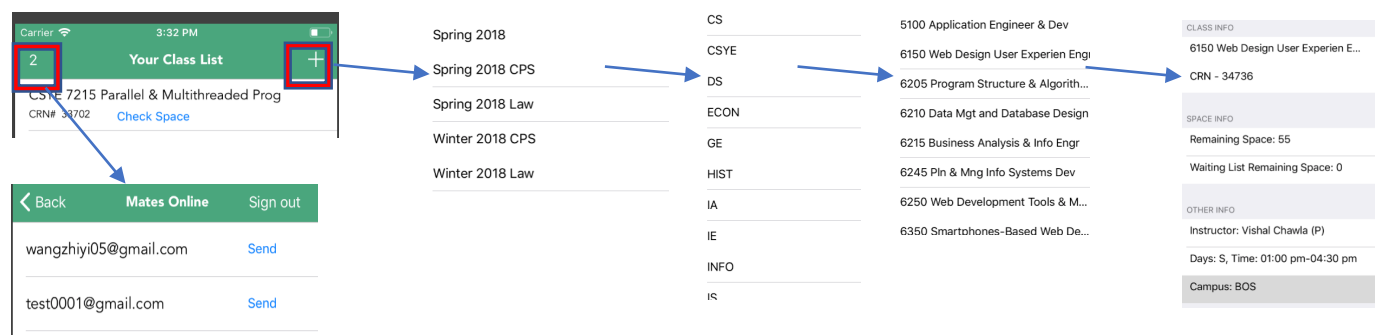 Carrier 3:32 PM
2 Your Class List +
CSYE 7215 Parallel & Multithreaded Prog
CRN# 33702 Check Space
Back Mates Online Sign out
wangzhiyi05@gmail.com Send
test0001@gmail.com Send
Spring 2018
Spring 2018 CPS
Spring 2018 Law
Winter 2018 CPS
Winter 2018 Law
CS
CSYE
DS
ECON
GE
HIST
IA
IE
INFO
IS
5100 Application Engineer & Dev
6150 Web Design User Experien Engr
6205 Program Structure & Algorith...
6210 Data Mgt and Database Design
6215 Business Analysis & Info Engr
6245 Pln & Mng Info Systems Dev
6250 Web Development Tools & M...
6350 Smartphones-Based Web De...
CLASS INFO
6150 Web Design User Experien E...
CRN - 34736
SPACE INFO
Remaining Space: 55
Waiting List Remaining Space: 0
OTHER INFO
Instructor: Vishal Chawla (P)
Days: S, Time: 01:00 pm-04:30 pm
Campus: BOS